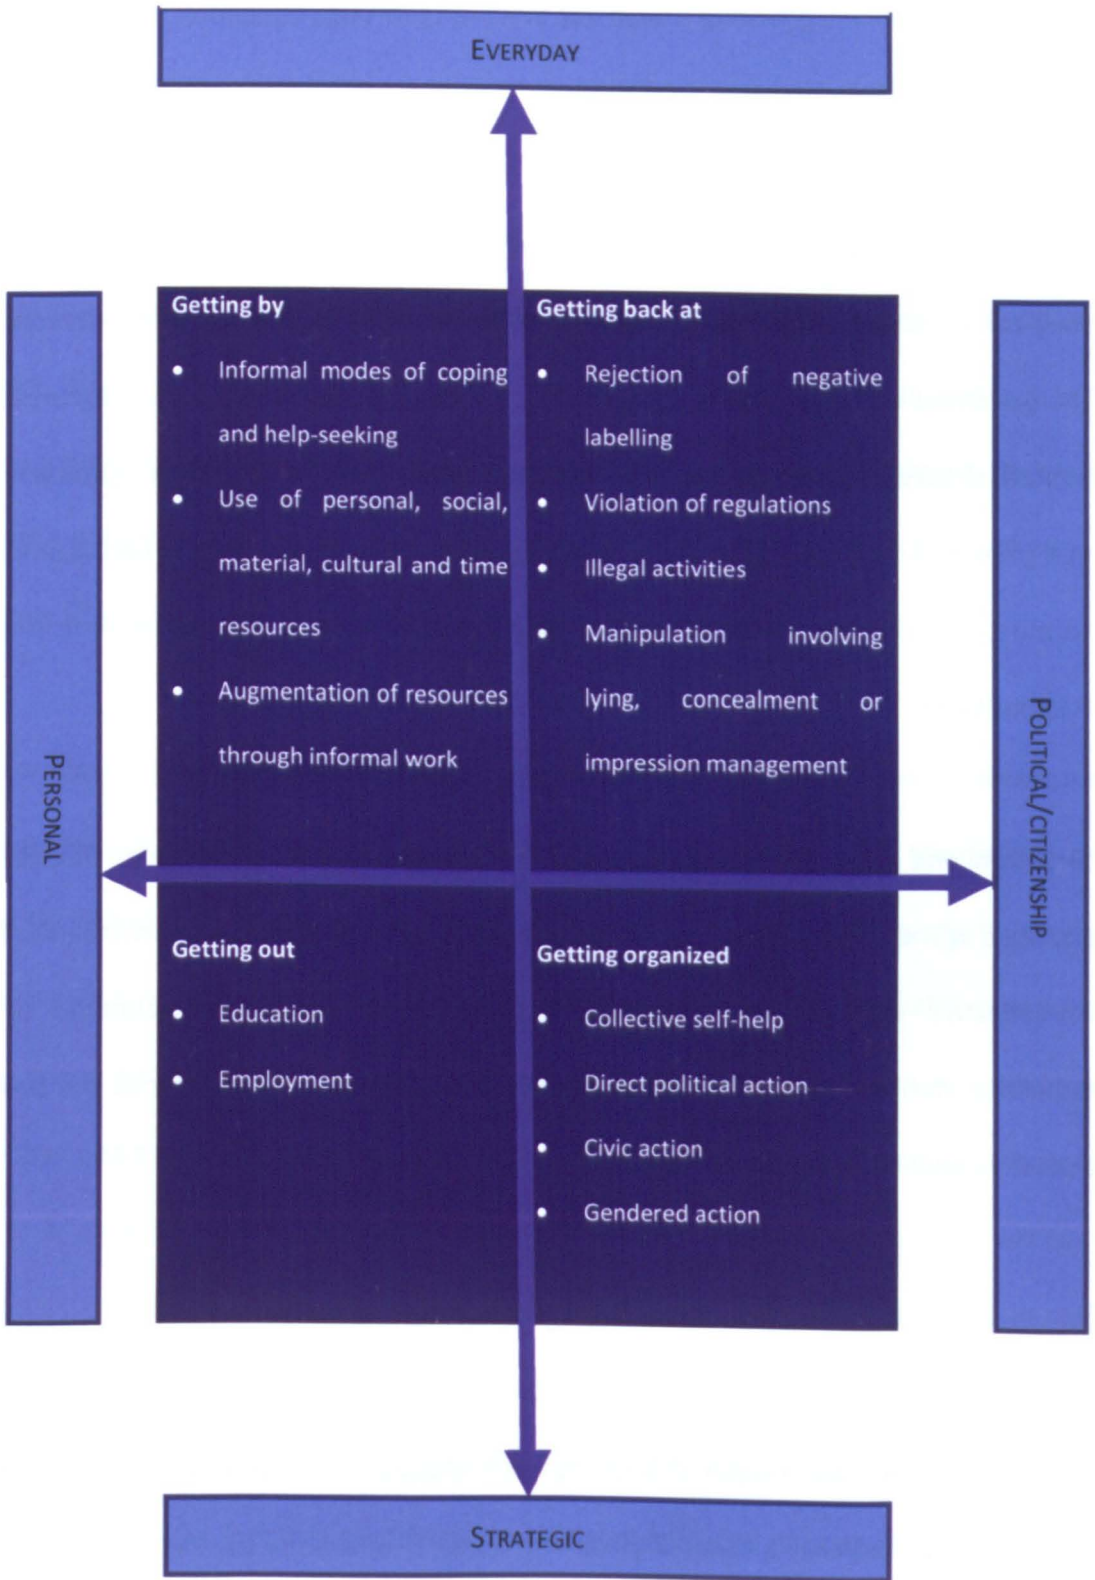 EVERYDAY
PERSONAL
Getting by
• Informal modes of coping
and help-seeking
• Use of personal, social,
material, cultural and time
resources
• Augmentation of resources
through informal work
Getting back at
• Rejection of negative
labelling
• Violation of regulations
• Illegal activities
• Manipulation involving
lying, concealment or
impression management
Getting out
• Education
• Employment
Getting organized
• Collective self-help
• Direct political action
• Civic action
• Gendered action
POLITICAL/CITIZENSHIP
STRATEGIC